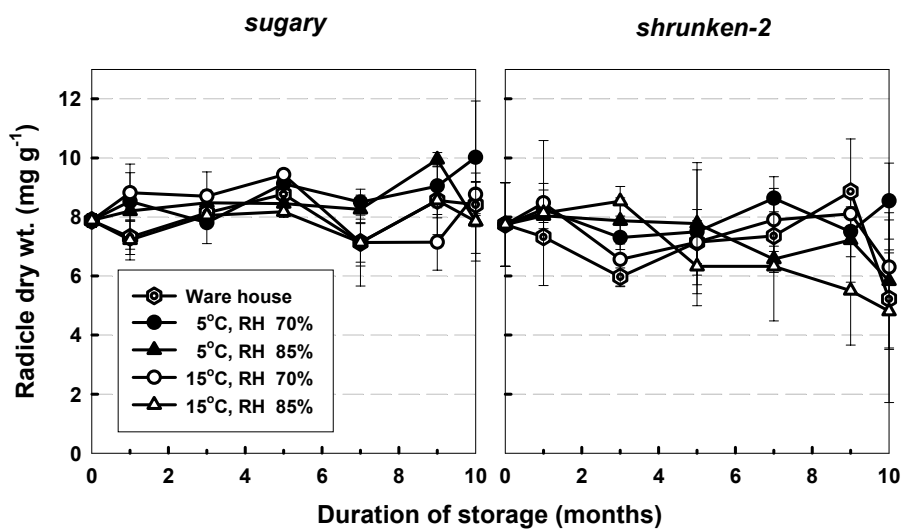 sugary
shrunken-2
12
10
8
6
4
2
0
Radicle dry wt. (mg g⁻¹)
Ware house
5°C, RH 70%
5°C, RH 85%
15°C, RH 70%
15°C, RH 85%
0 2 4 6 8 10
0 2 4 6 8 10
Duration of storage (months)